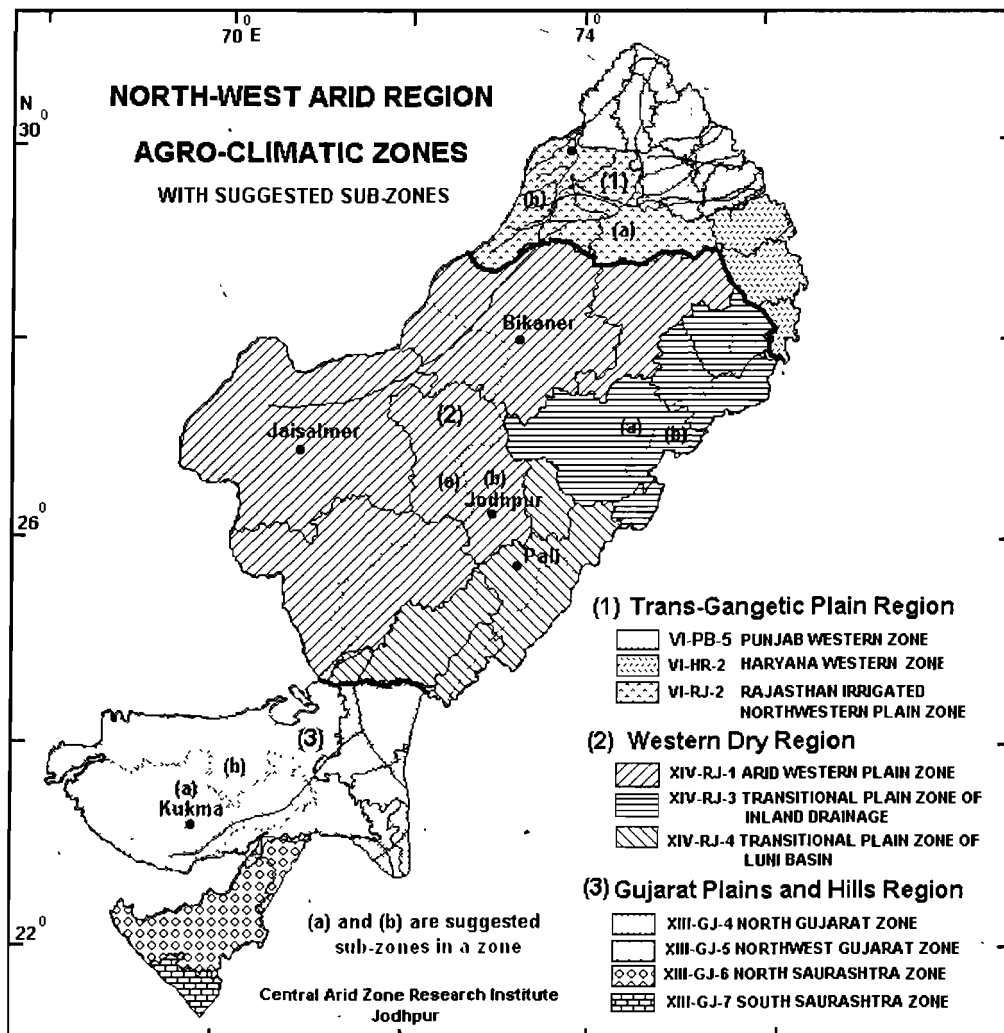 70 0 E
74 0
N
30 0
26 0
22 0
NORTH-WEST ARID REGION
AGRO-CLIMATIC ZONES
WITH SUGGESTED SUB-ZONES
(1)
(b)
(a)
Bikaner
(2)
Jaisalmer
(a)
(b)
(a)
(b)
Jodhpur
Pali
(3)
(b)
(a)
Kukma
(1) Trans-Gangetic Plain Region
VI-PB-5 PUNJAB WESTERN ZONE
VI-HR-2 HARYANA WESTERN ZONE
VI-RJ-2 RAJASTHAN IRRIGATED
NORTHWESTERN PLAIN ZONE
(2) Western Dry Region
XIV-RJ-1 ARID WESTERN PLAIN ZONE
XIV-RJ-3 TRANSITIONAL PLAIN ZONE OF
INLAND DRAINAGE
XIV-RJ-4 TRANSITIONAL PLAIN ZONE OF
LUNI BASIN
(3) Gujarat Plains and Hills Region
XIII-GJ-4 NORTH GUJARAT ZONE
XIII-GJ-5 NORTHWEST GUJARAT ZONE
XIII-GJ-6 NORTH SAURASHTRA ZONE
XIII-GJ-7 SOUTH SAURASHTRA ZONE
(a) and (b) are suggested
sub-zones in a zone
Central Arid Zone Research Institute
Jodhpur